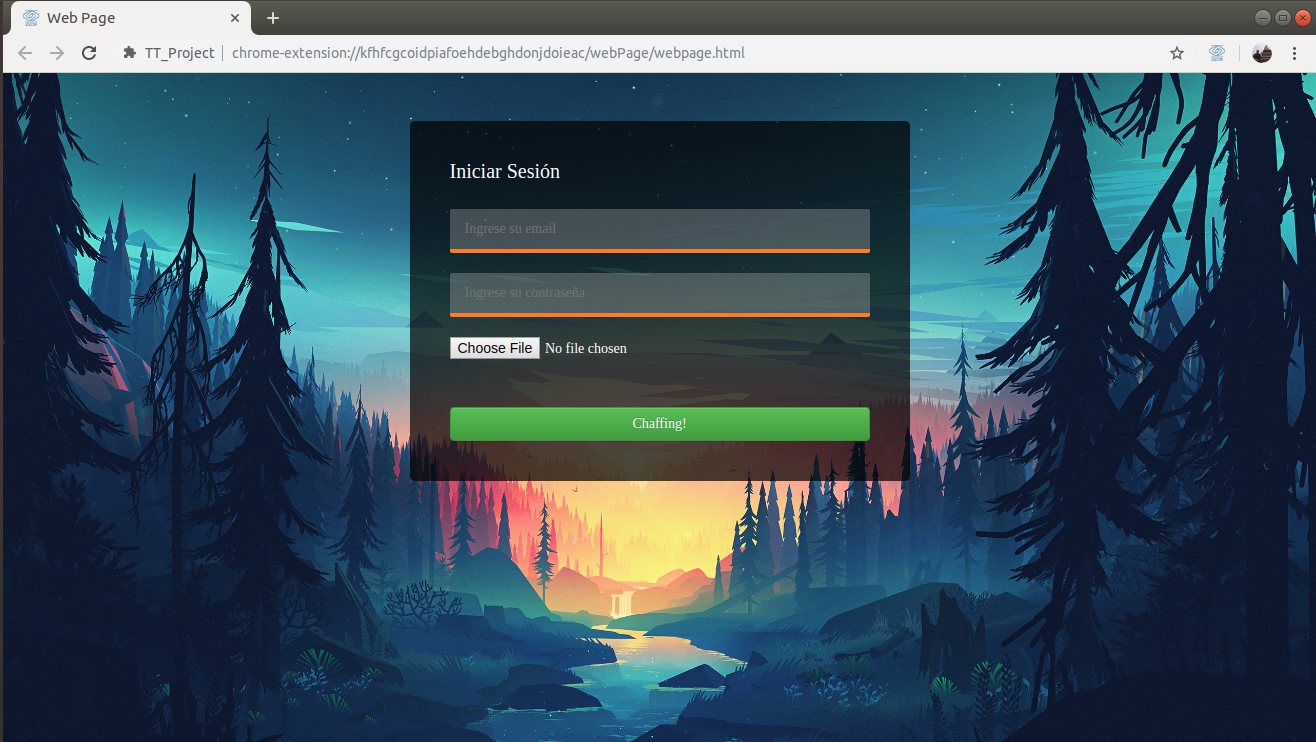 Web Page
TT_Project
chrome-extension://kfhfcgcoidpiafoehdebghdonjdoieac/webPage/webpage.html
Iniciar Sesión
Ingrese su email
Ingrese su contraseña
Choose File No file chosen
Chaffing!